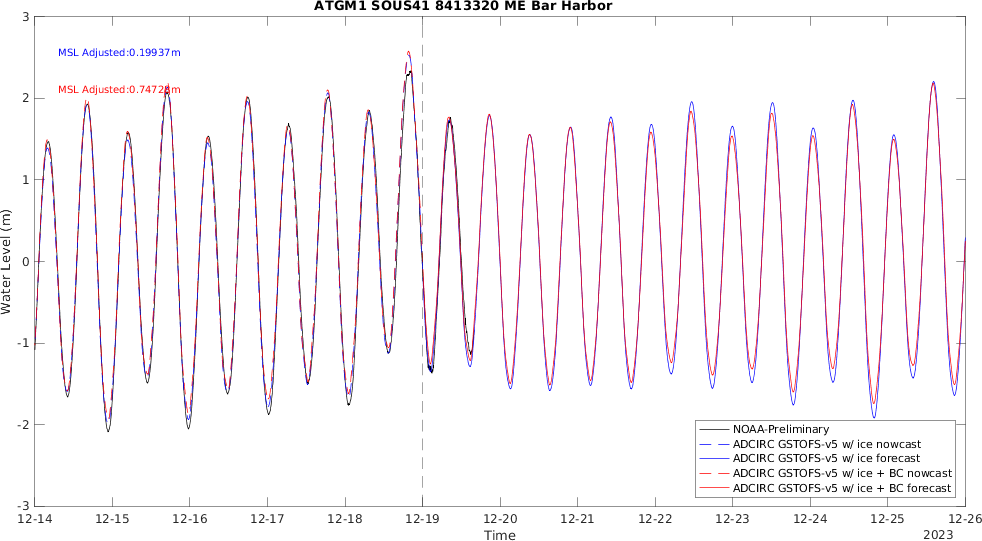 ATGM1 SOUS41 8413320 ME Bar Harbor
3
2
1
0
-1
-2
-3
Water Level (m)
MSL Adjusted:0.19937m
MSL Adjusted:0.74728m
NOAA-Preliminary
ADCIRC GSTOFS-v5 w/ ice nowcast
ADCIRC GSTOFS-v5 w/ ice forecast
ADCIRC GSTOFS-v5 w/ ice + BC nowcast
ADCIRC GSTOFS-v5 w/ ice + BC forecast
12-14 12-15 12-16 12-17 12-18 12-19 12-20 12-21 12-22 12-23 12-24 12-25 12-26
Time
2023